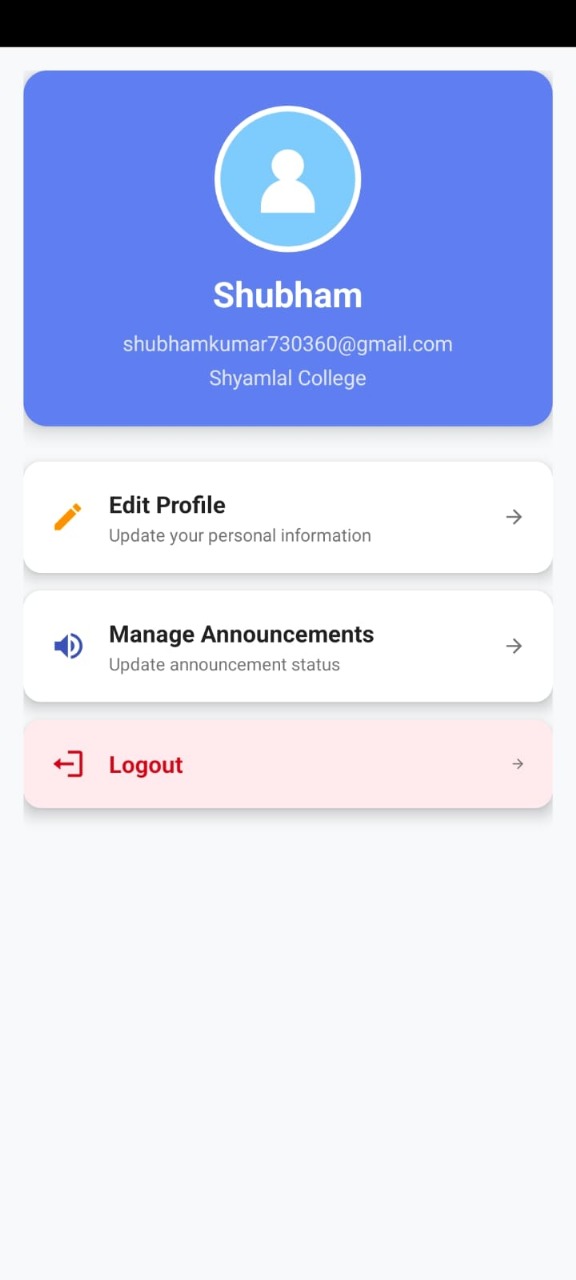 Shubham
shubhamkumar730360@gmail.com
Shyamlal College
Edit Profile
Update your personal information
Manage Announcements
Update announcement status
Logout